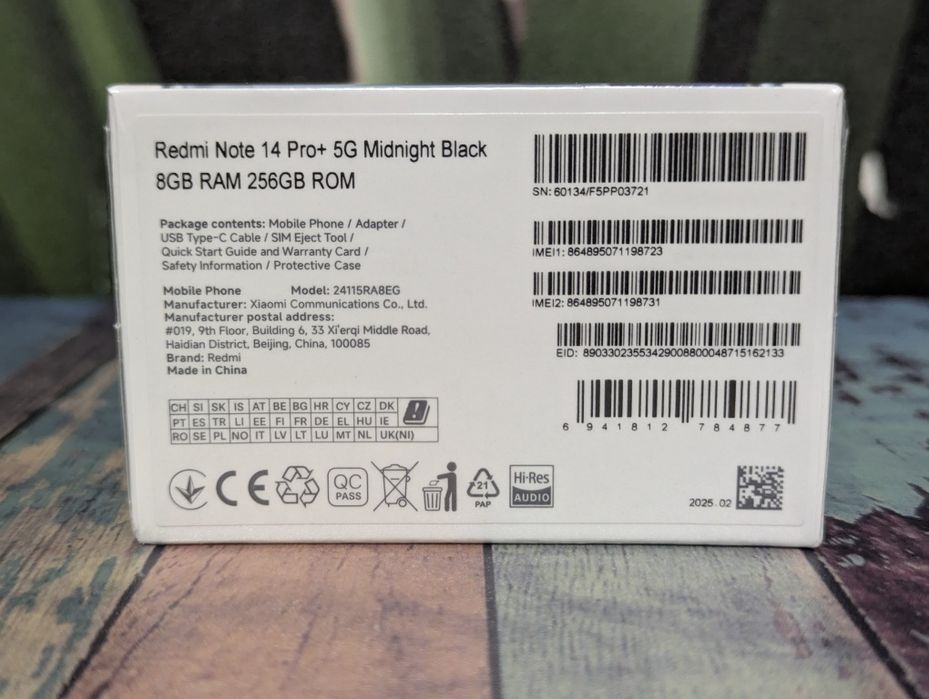 Redmi Note 14 Pro+ 5G Midnight Black
8GB RAM 256GB ROM
Package contents: Mobile Phone / Adapter /
USB Type-C Cable / SIM Eject Tool /
Quick Start Guide and Warranty Card /
Safety Information / Protective Case
Mobile Phone Model: 24115RA8EG
Manufacturer: Xiaomi Communications Co., Ltd.
Manufacturer postal address:
#019, 9th Floor, Building 6, 33 Xi'erqi Middle Road,
Haidian District, Beijing, China, 100085
Brand: Redmi
Made in China
CH SI SK IS AT BE BG HR CY CZ DK
PT ES TR LI EE FI FR DE EL HU IE
RO SE PL NO IT LV LT LU MT NL UK(NI)
CE
QC
PASS
21
PAP
Hi-Res
AUDIO
SN: 60134/F5PP03721
IMEI1: 864895071198723
IMEI2: 864895071198731
EID: 89033023553429008800048715162133
6 941812 784877
2025.02